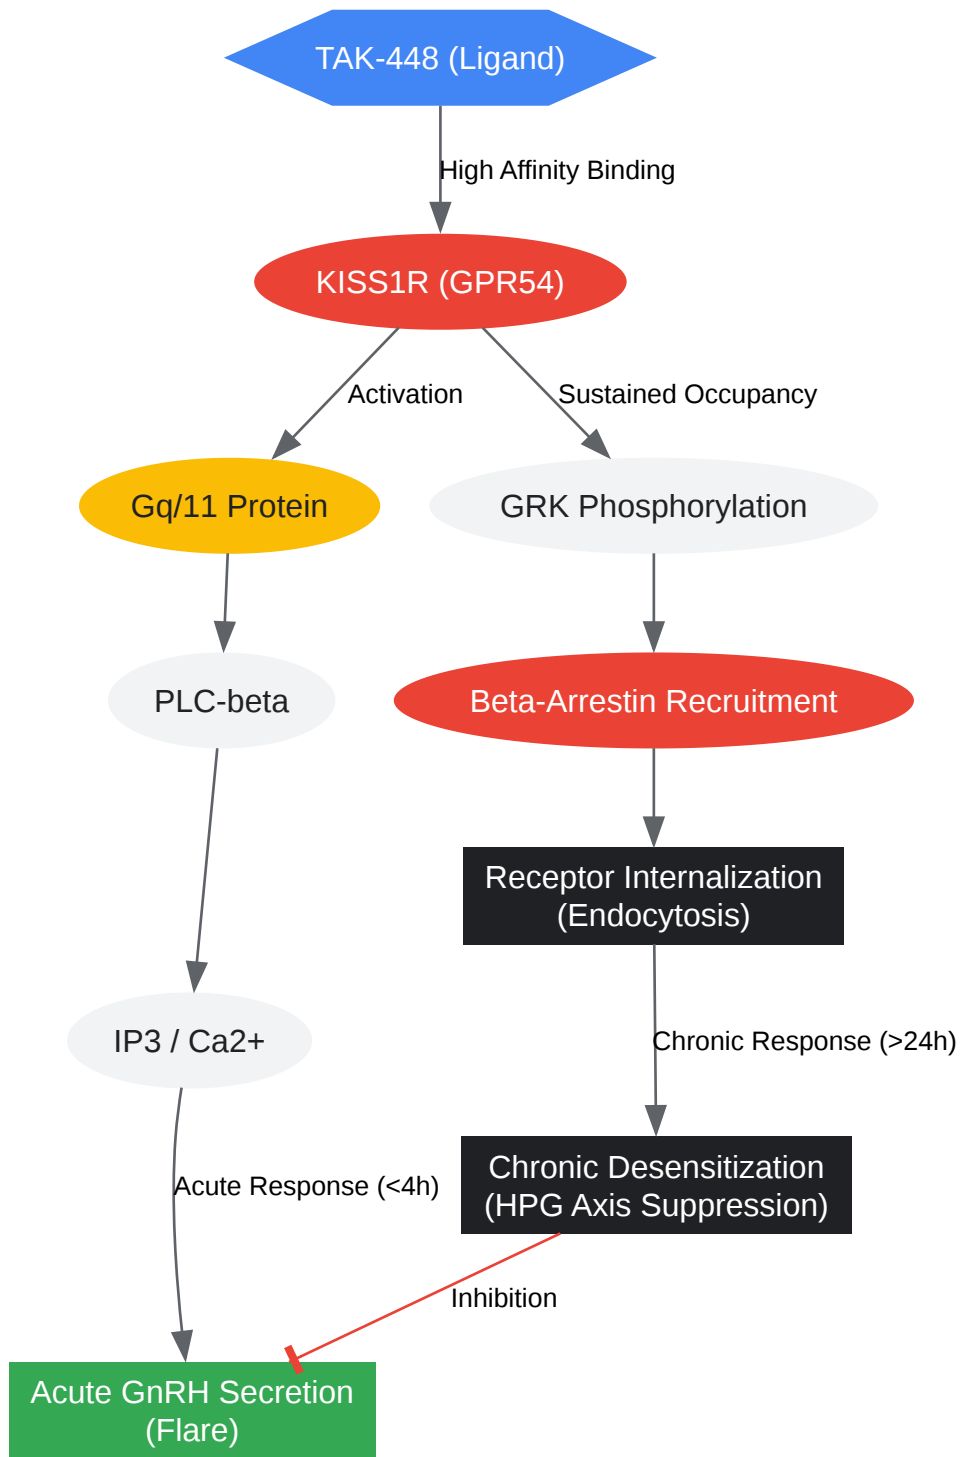 TAK-448 (Ligand)
High Affinity Binding
KISS1R (GPR54)
Activation
Sustained Occupancy
Gq/11 Protein
GRK Phosphorylation
PLC-beta
Beta-Arrestin Recruitment
Receptor Internalization
(Endocytosis)
IP3 / Ca2+
Chronic Response (>24h)
Acute Response (<4h)
Chronic Desensitization
(HPG Axis Suppression)
Inhibition
Acute GnRH Secretion
(Flare)